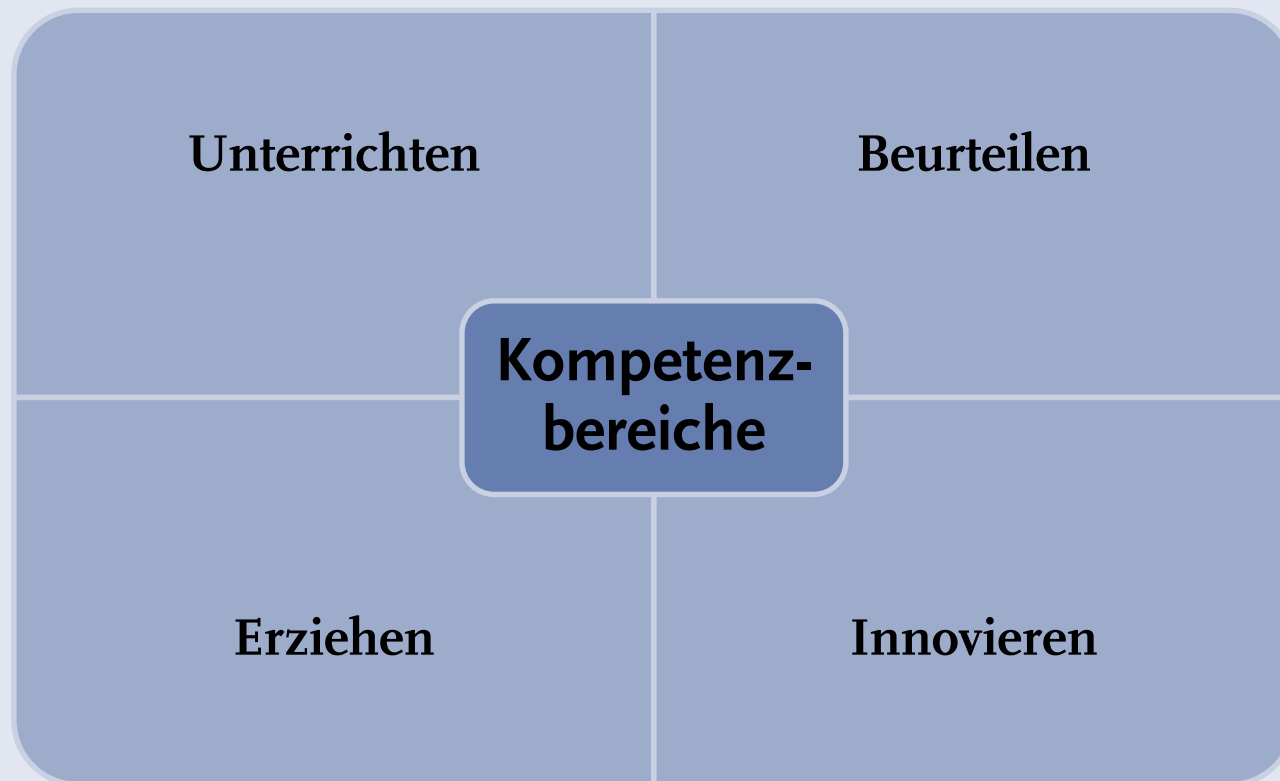 Unterrichten
Beurteilen
Kompetenz-
bereiche
Erziehen
Innovieren